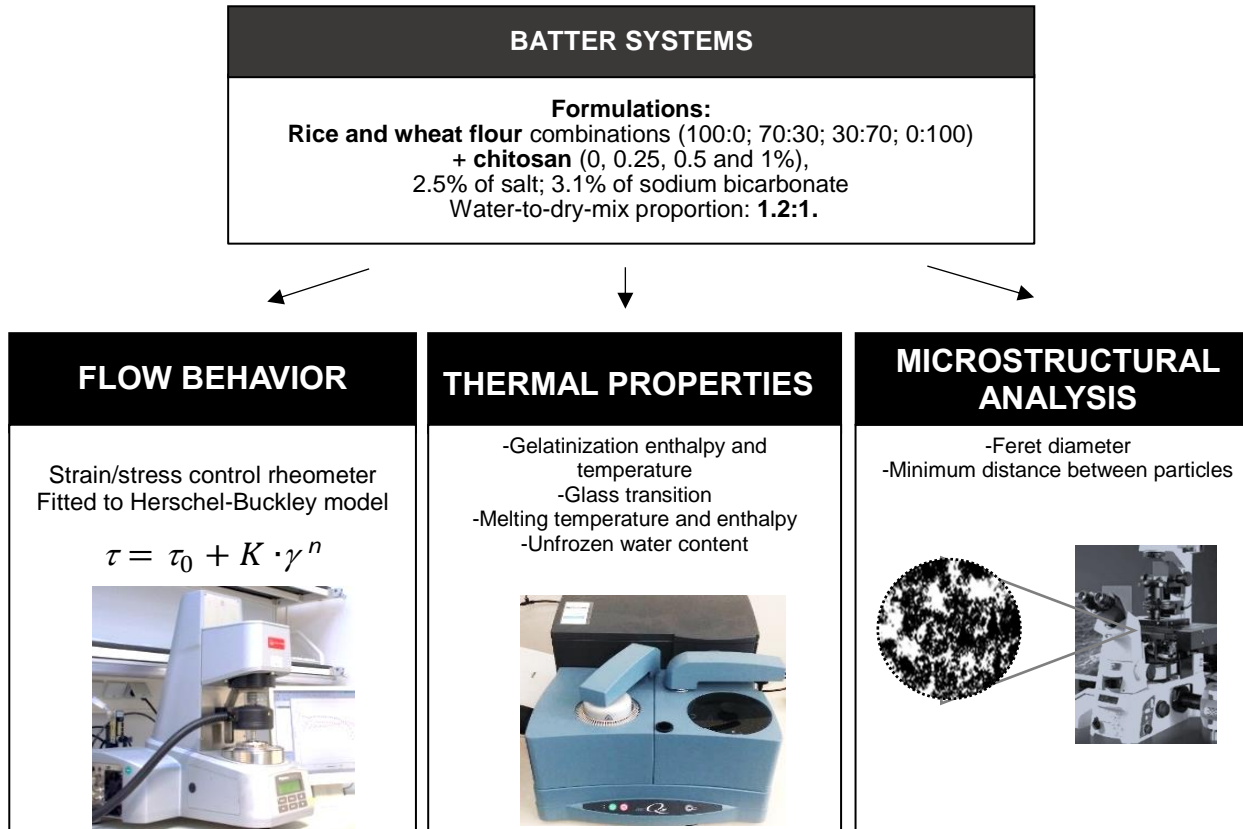 BATTER SYSTEMS
Formulations:
Rice and wheat flour combinations (100:0; 70:30; 30:70; 0:100)
+ chitosan (0, 0.25, 0.5 and 1%),
2.5% of salt; 3.1% of sodium bicarbonate
Water-to-dry-mix proportion: 1.2:1.
FLOW BEHAVIOR
Strain/stress control rheometer
Fitted to Herschel-Buckley model
τ = τ₀ + K · γ ⁿ
THERMAL PROPERTIES
-Gelatinization enthalpy and
temperature
-Glass transition
-Melting temperature and enthalpy
-Unfrozen water content
MICROSTRUCTURAL
ANALYSIS
-Feret diameter
-Minimum distance between particles